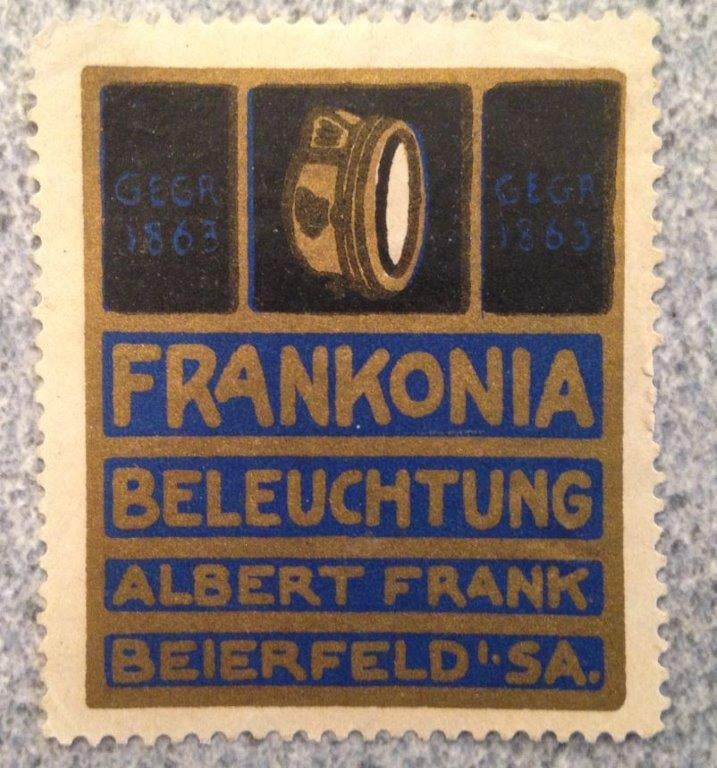 GEGR
1863
GEGR
1863
FRANKONIA
BELEUCHTUNG
ALBERT FRANK
BEIERFELD i. SA.